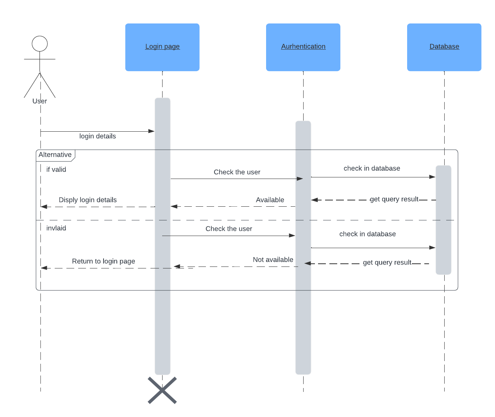 Login page
Aurhentication
Database
User
login details
Alternative
if valid
Check the user
check in database
get query result
Available
Disply login details
invlaid
Check the user
check in database
Not available
get query result
Return to login page